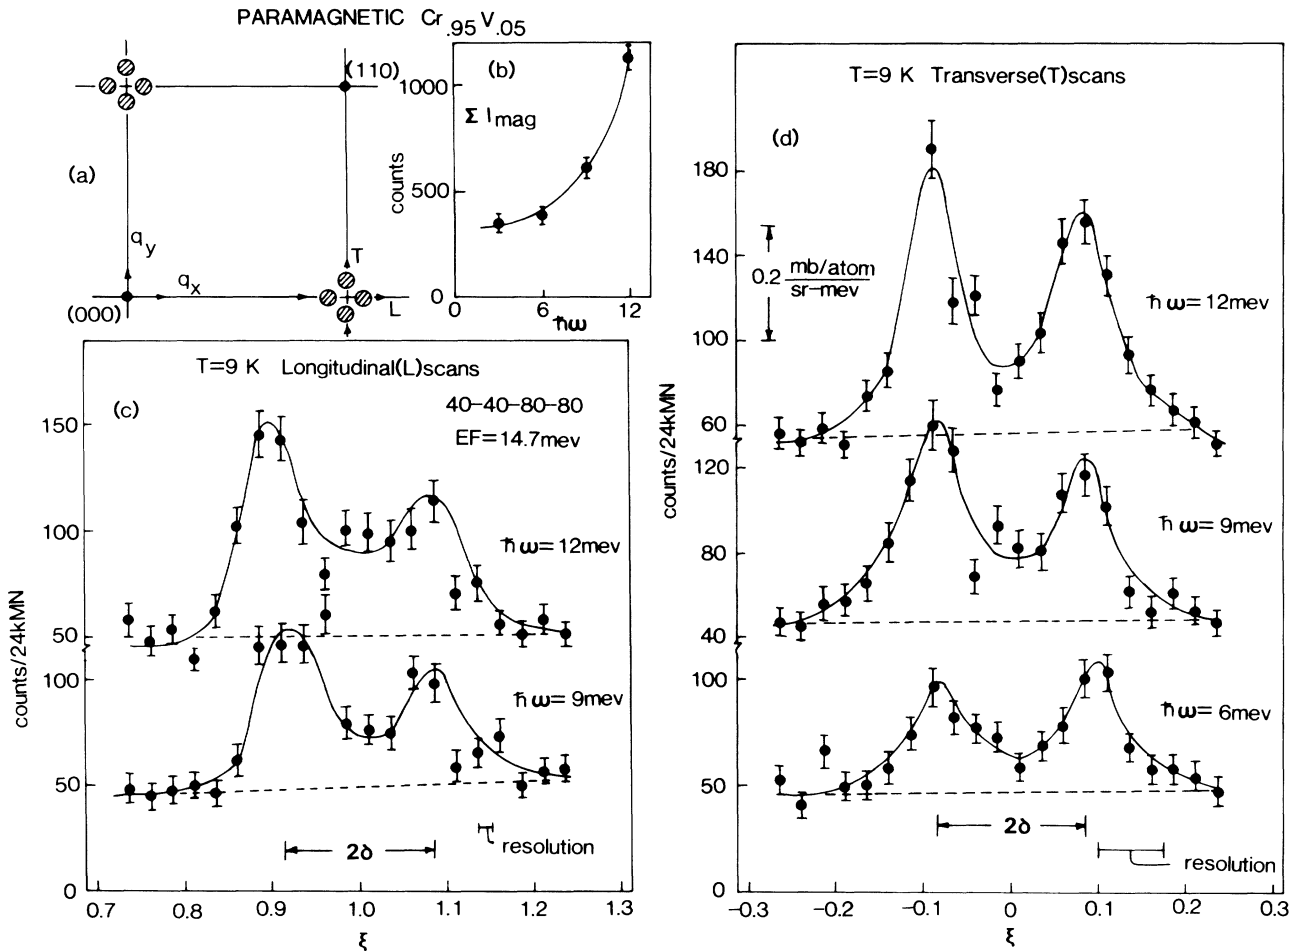 PARAMAGNETIC Cr.95V.05
(a)
(110)
qy
qx
(000)
T
L
(b)
Σ Imag
counts
1000
500
0
0
6
12
ħω
T=9 K Longitudinal(L)scans
(c)
40-40-80-80
EF=14.7mev
ħω=12mev
ħω=9mev
counts/24kMN
150
100
50
100
50
0
2δ
resolution
0.7
0.8
0.9
1.0
1.1
1.2
1.3
ξ
T=9 K Transverse(T)scans
(d)
0.2 mb/atom
sr-mev
ħω=12mev
ħω=9mev
ħω=6mev
counts/24kMN
180
140
100
60
120
80
40
100
50
0
2δ
resolution
-0.3
-0.2
-0.1
0
0.1
0.2
0.3
ξ